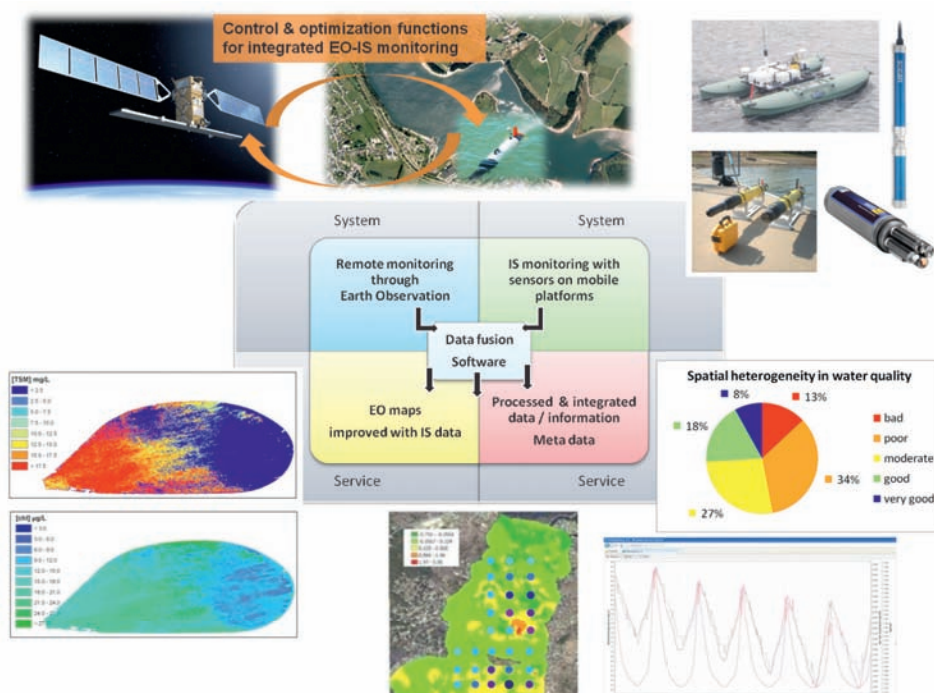 Control & optimization functions
for integrated EO-IS monitoring
System
System
Remote monitoring
through
Earth Observation
IS monitoring with
sensors on mobile
platforms
Data fusion
Software
EO maps
improved with IS data
Processed & integrated
data / information
Meta data
Service
Service
[TSM] mg/L
[chl] µg/L
Spatial heterogeneity in water quality
8%
13%
18%
34%
27%
bad
poor
moderate
good
very good